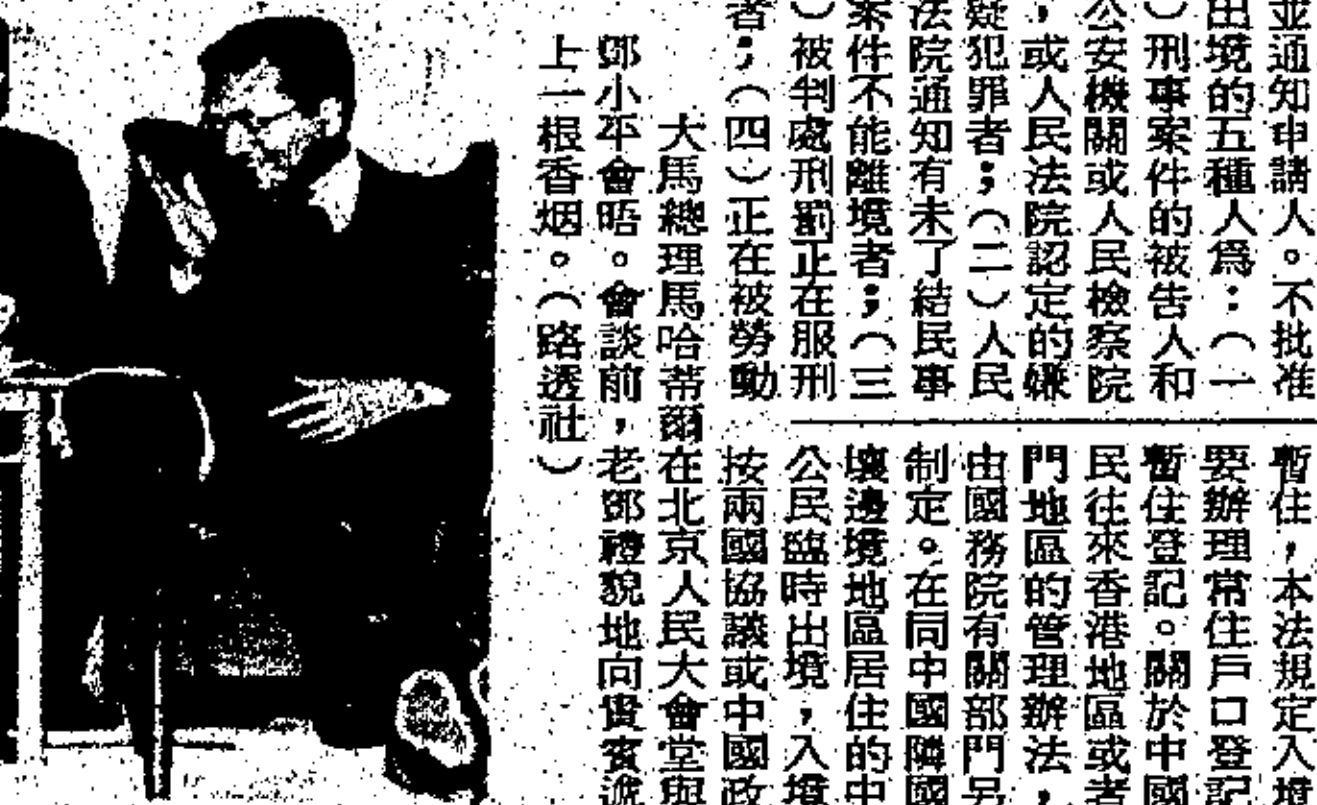 並通知申請人。不批准
出境的五種人爲：（一
）刑事案件的被告人和
公安機關或人民檢察院
，或人民法院認定的嫌
疑犯罪者；（二）人民
法院通知有未了結民事
案件不能離境者；（三
）被判處刑罰正在服刑
者；（四）正在被勞動
暫住，本法規定入境
要辦理常住戶口登記
暫住登記。關於中國
民往來香港地區或者
門地區的管理辦法，
由國務院有關部門另
制定。在同中國隣國
壤邊境地區居住的中
公民臨時出境，入境
按兩國協議或中國政
大馬總理馬哈蒂爾在北京人民大會堂與
鄧小平會晤。會談前，老鄧禮貌地向貴賓遞
上一根香烟。（路透社）